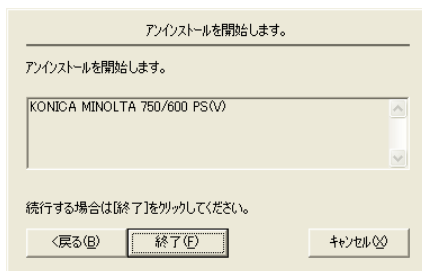 アンインストールを開始します。
アンインストールを開始します。
KONICA MINOLTA 750/600 PS(V)
続行する場合は[終了]をクリックしてください。
<戻る(B) 終了(F) キャンセル(X)